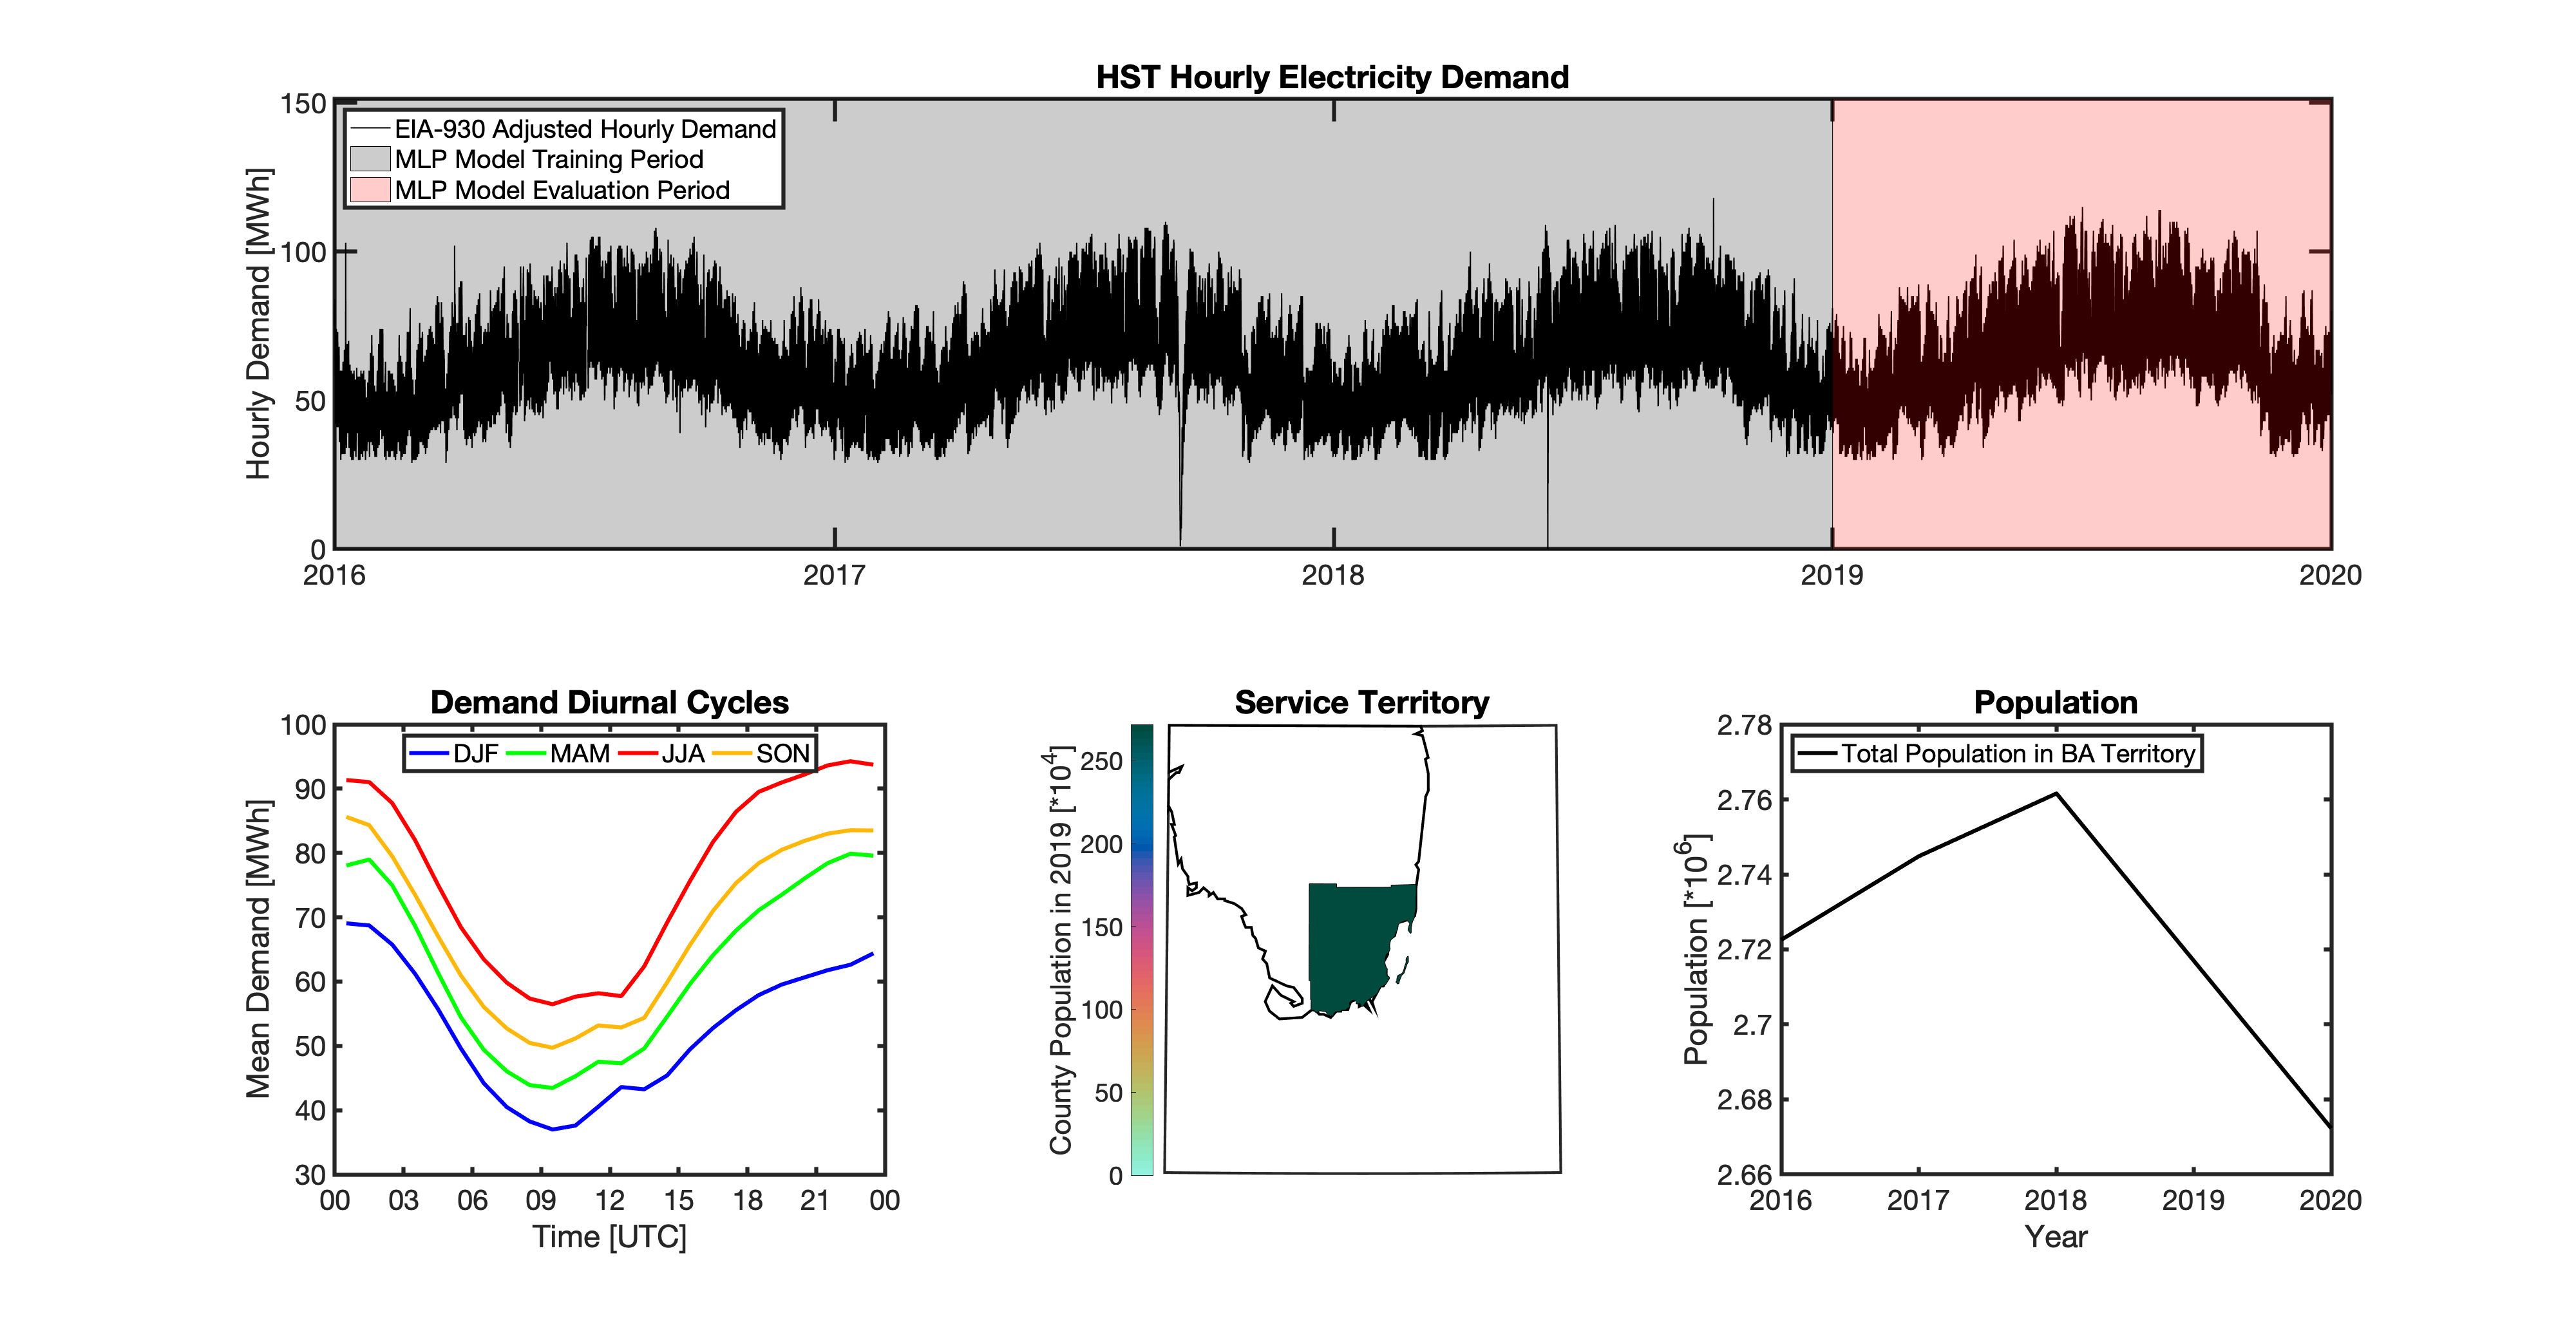 HST Hourly Electricity Demand
Hourly Demand [MWh]
150
100
50
0
EIA-930 Adjusted Hourly Demand
MLP Model Training Period
MLP Model Evaluation Period
2016 2017 2018 2019 2020
Demand Diurnal Cycles
Mean Demand [MWh]
100
90
80
70
60
50
40
30
DJF MAM JJA SON
00 03 06 09 12 15 18 21 00
Time [UTC]
Service Territory
County Population in 2019 [*10^4]
250
200
150
100
50
0
Population
Population [*10^6]
2.78
2.76
2.74
2.72
2.7
2.68
2.66
Total Population in BA Territory
2016 2017 2018 2019 2020
Year